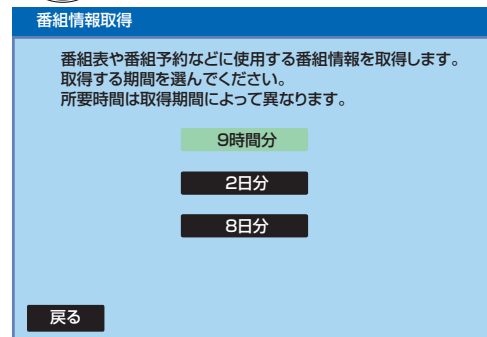 番組情報取得
番組表や番組予約などに使用する番組情報を取得します。
取得する期間を選んでください。
所要時間は取得期間によって異なります。
9時間分
2日分
8日分
戻る